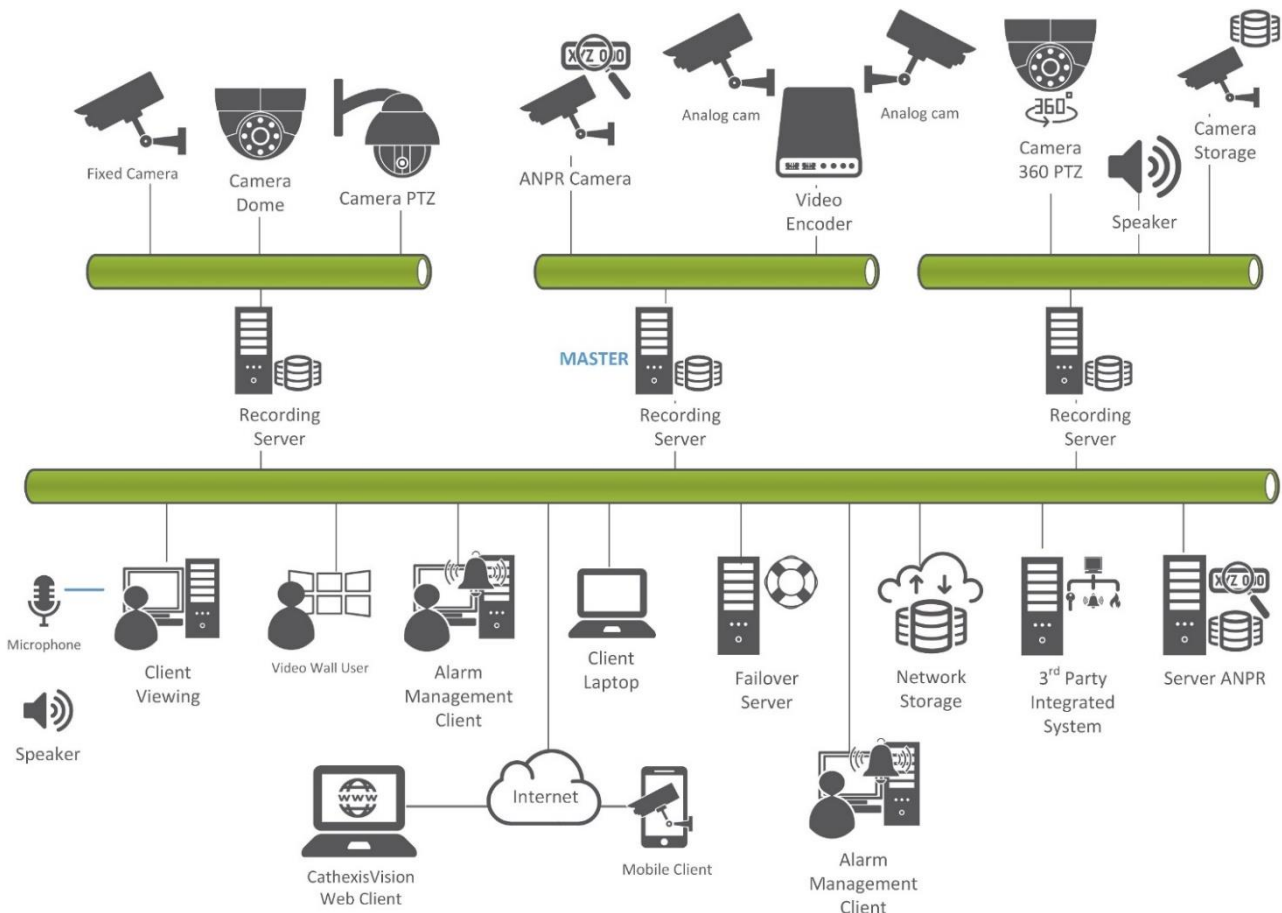 XYZ 000
Analog cam
Analog cam
360°
Fixed Camera
Camera
Dome
Camera PTZ
ANPR Camera
Video
Encoder
Camera
360 PTZ
Speaker
Camera
Storage
MASTER
Recording
Server
Recording
Server
Recording
Server
Microphone
Speaker
Client
Viewing
Video Wall User
Alarm
Management
Client
Client
Laptop
Failover
Server
Network
Storage
3rd Party
Integrated
System
XYZ 000
Server ANPR
www
CathexisVision
Web Client
Internet
Mobile Client
Alarm
Management
Client